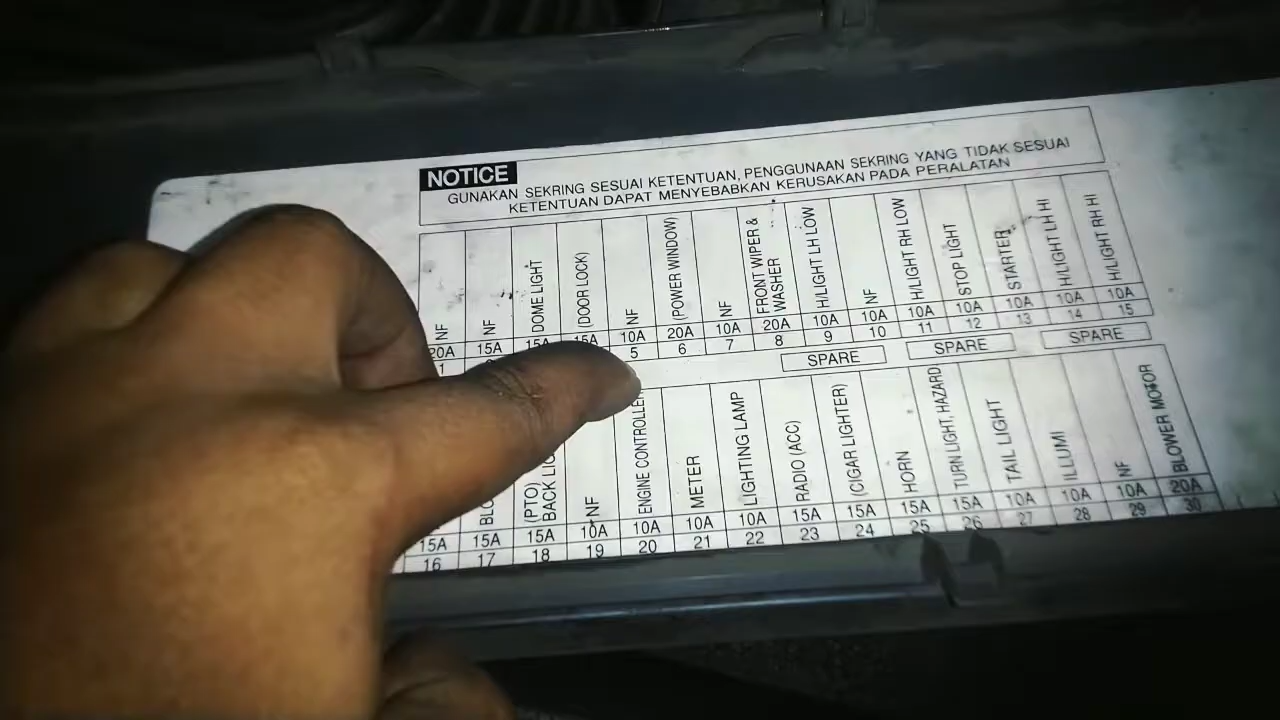 NOTICE
GUNAKAN SEKRING SESUAI KETENTUAN, PENGGUNAAN SEKRING YANG TIDAK SESUAI
KETENTUAN DAPAT MENYEBABKAN KERUSAKAN PADA PERALATAN
NF
NF
DOME LIGHT
(DOOR LOCK)
NF
(POWER WINDOW)
NF
FRONT WIPER &
WASHER
H/LIGHT LH LOW
NF
H/LIGHT RH LOW
STOP LIGHT
STARTER
H/LIGHT LH HI
H/LIGHT RH HI
20A 15A 15A 15A 10A 20A 10A 20A 10A 10A 10A 10A 10A 10A 10A
1 5 6 7 8 9 10 11 12 13 14 15
SPARE SPARE SPARE
(PTO)
BACK
NF
ENGINE CONTROLLER
METER
LIGHTING LAMP
RADIO (ACC)
(CIGAR LIGHTER)
HORN
TURN LIGHT, HAZARD
TAIL LIGHT
ILLUMI
NF
BLOWER MOTOR
15A 15A 15A 10A 10A 10A 10A 15A 15A 15A 15A 10A 10A 10A 20A
16 17 18 19 20 21 22 23 24 25 26 27 28 29 30